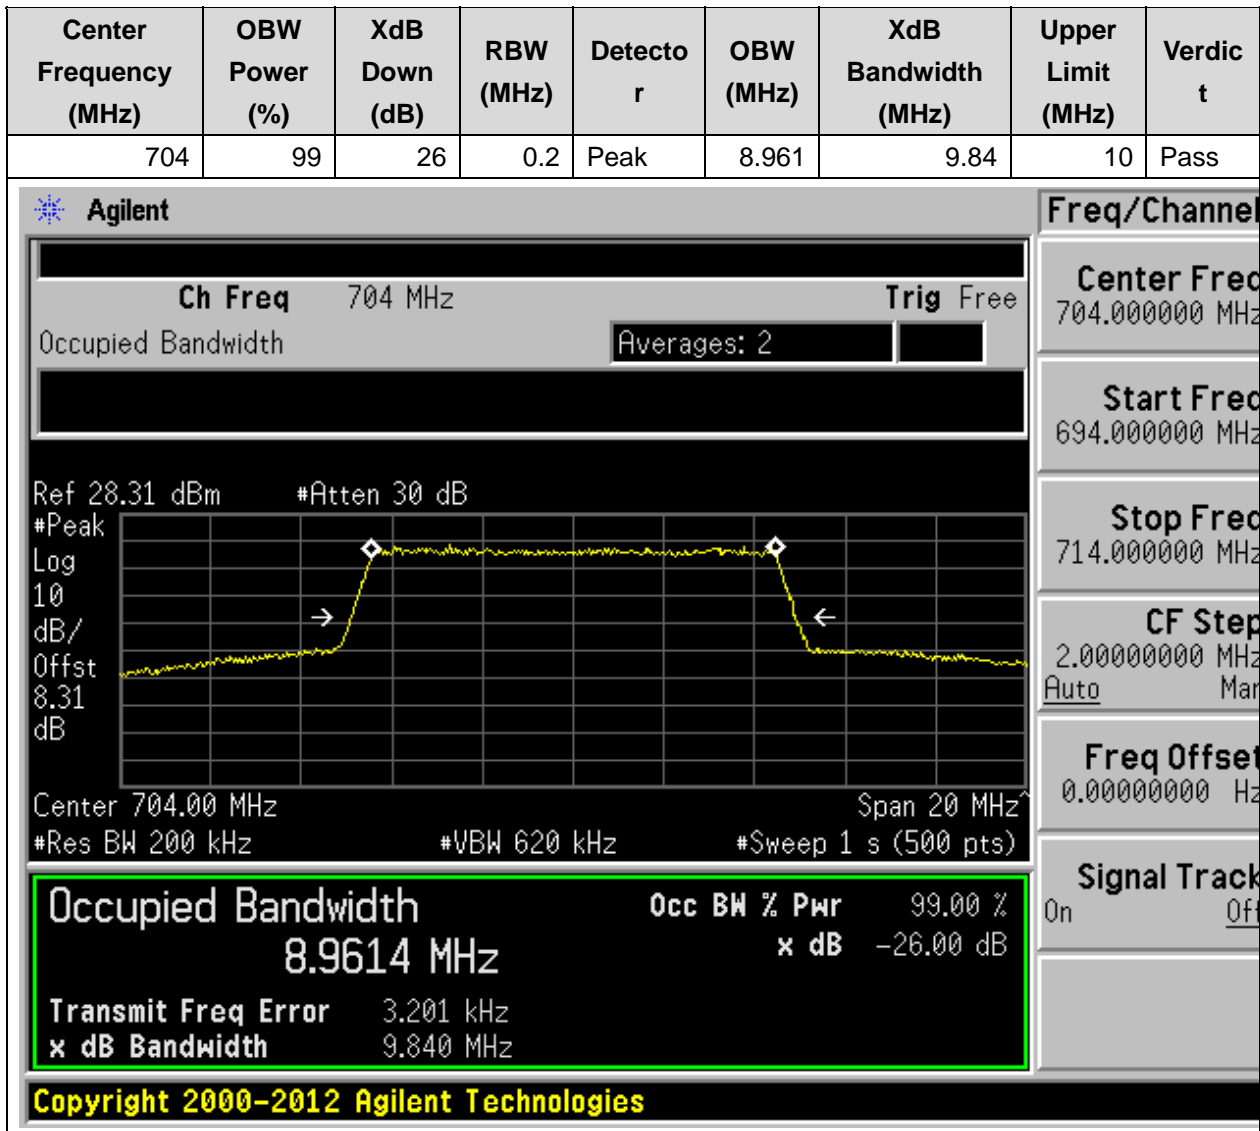 Center Frequency (MHz) OBW Power (%) XdB Down (dB) RBW (MHz) Detecto r OBW (MHz) XdB Bandwidth (MHz) Upper Limit (MHz) Verdic t
704 99 26 0.2 Peak 8.961 9.84 10 Pass
Agilent
Ch Freq 704 MHz Trig Free
Occupied Bandwidth Averages: 2
Ref 28.31 dBm #Atten 30 dB
#Peak
Log
10
dB/
Offst
8.31
dB
Center 704.00 MHz Span 20 MHz^
#Res BW 200 kHz #VBW 620 kHz #Sweep 1 s (500 pts)
Occupied Bandwidth Occ BW % Pwr 99.00 %
8.9614 MHz x dB -26.00 dB
Transmit Freq Error 3.201 kHz
x dB Bandwidth 9.840 MHz
Copyright 2000-2012 Agilent Technologies
Freq/Channel
Center Freq
704.000000 MHz
Start Freq
694.000000 MHz
Stop Freq
714.000000 MHz
CF Step
2.00000000 MHz
Auto Man
Freq Offset
0.00000000 Hz
Signal Track
On Off